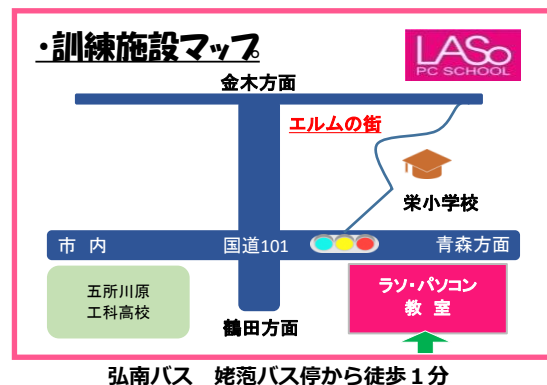 ・訓練施設マップ
LASo
PC SCHOOL
金木方面
エルムの街
栄小学校
市 内
国道101
青森方面
五所川原
工科高校
ラソ・パソコン
教 室
鶴田方面
弘南バス 姥萢バス停から徒歩１分